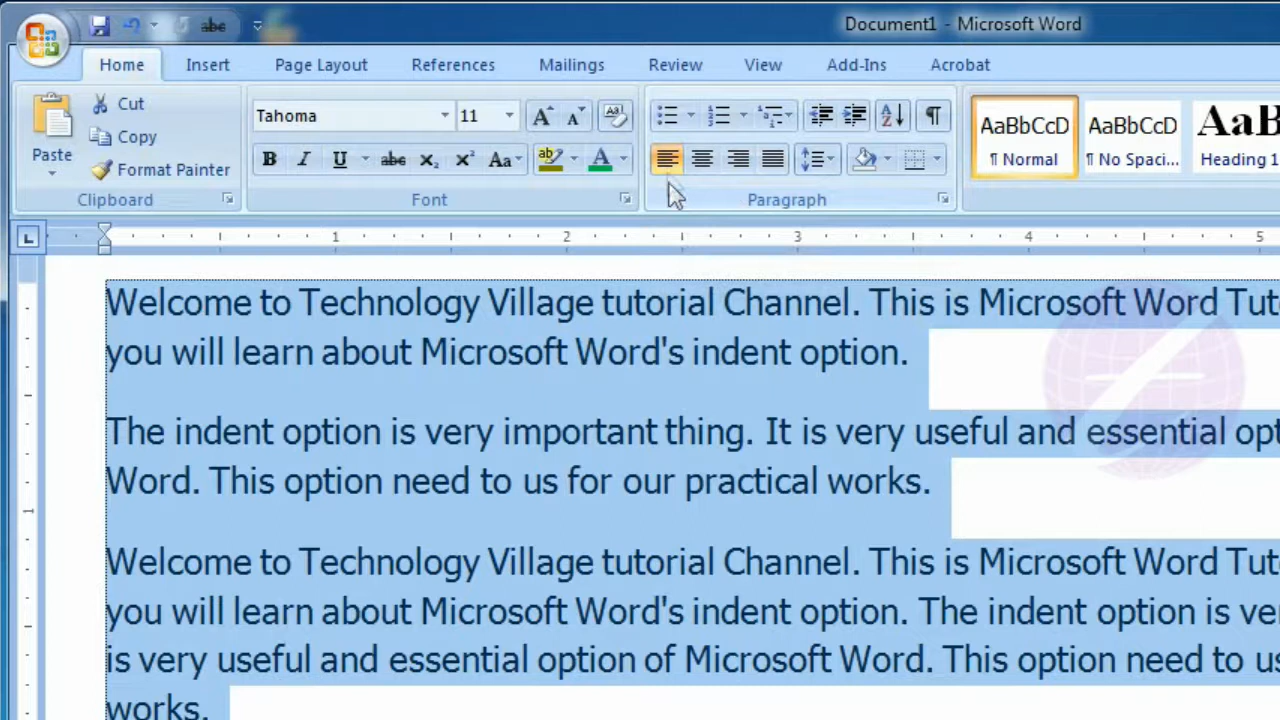 Document1 - Microsoft Word
Home Insert Page Layout References Mailings Review View Add-Ins Acrobat
Paste
Cut
Copy
Format Painter
Clipboard
Tahoma 11
Font
Paragraph
AaBbCcD AaBbCcD AaB
¶ Normal ¶ No Spaci... Heading 1
1 2 3 4 5
Welcome to Technology Village tutorial Channel. This is Microsoft Word Tut
you will learn about Microsoft Word's indent option.
The indent option is very important thing. It is very useful and essential opt
Word. This option need to us for our practical works.
Welcome to Technology Village tutorial Channel. This is Microsoft Word Tut
you will learn about Microsoft Word's indent option. The indent option is ve
is very useful and essential option of Microsoft Word. This option need to us
works.